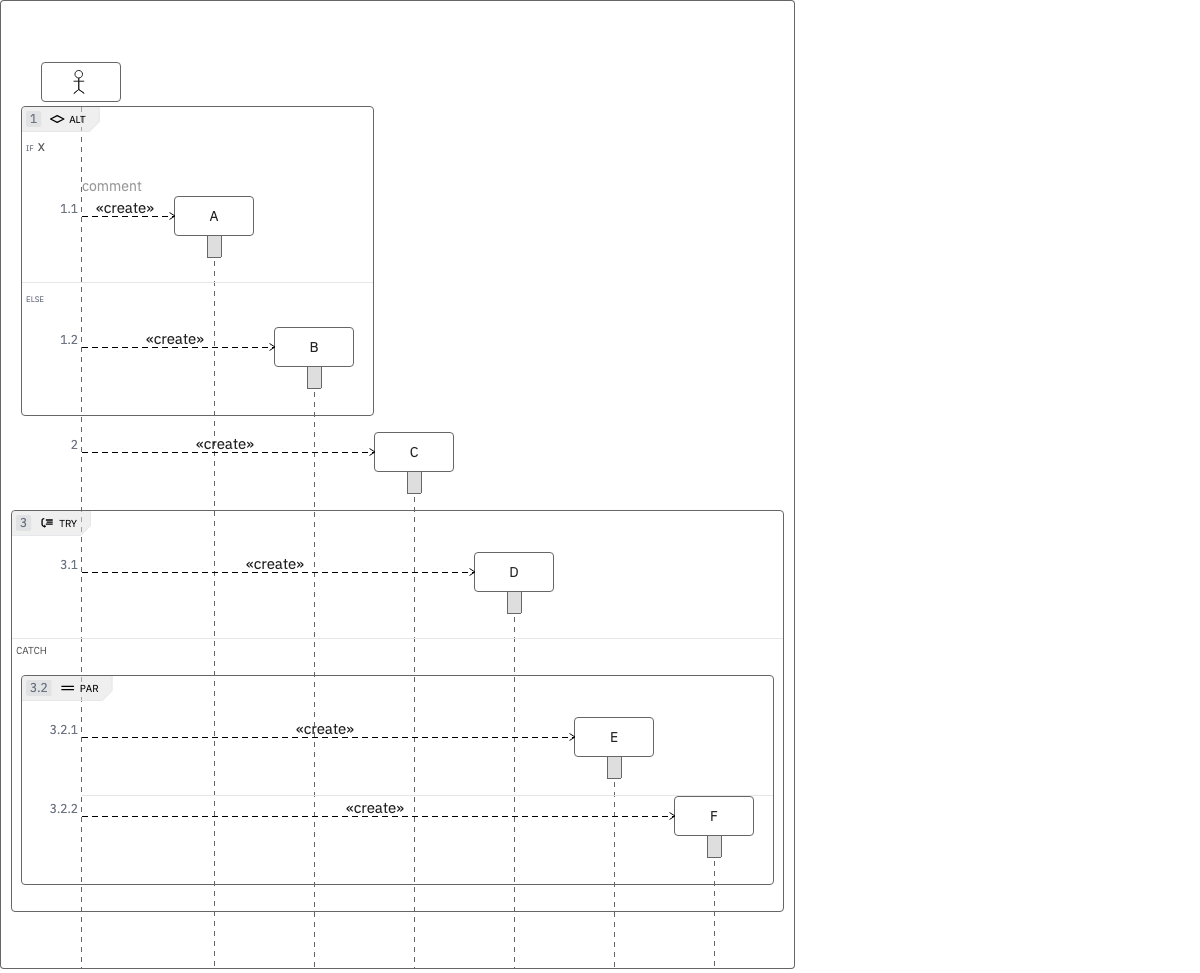 1 ALT
IF X
comment
1.1 «create» A
ELSE
1.2 «create» B
2 «create» C
3 TRY
3.1 «create» D
CATCH
3.2 PAR
3.2.1 «create» E
3.2.2 «create» F